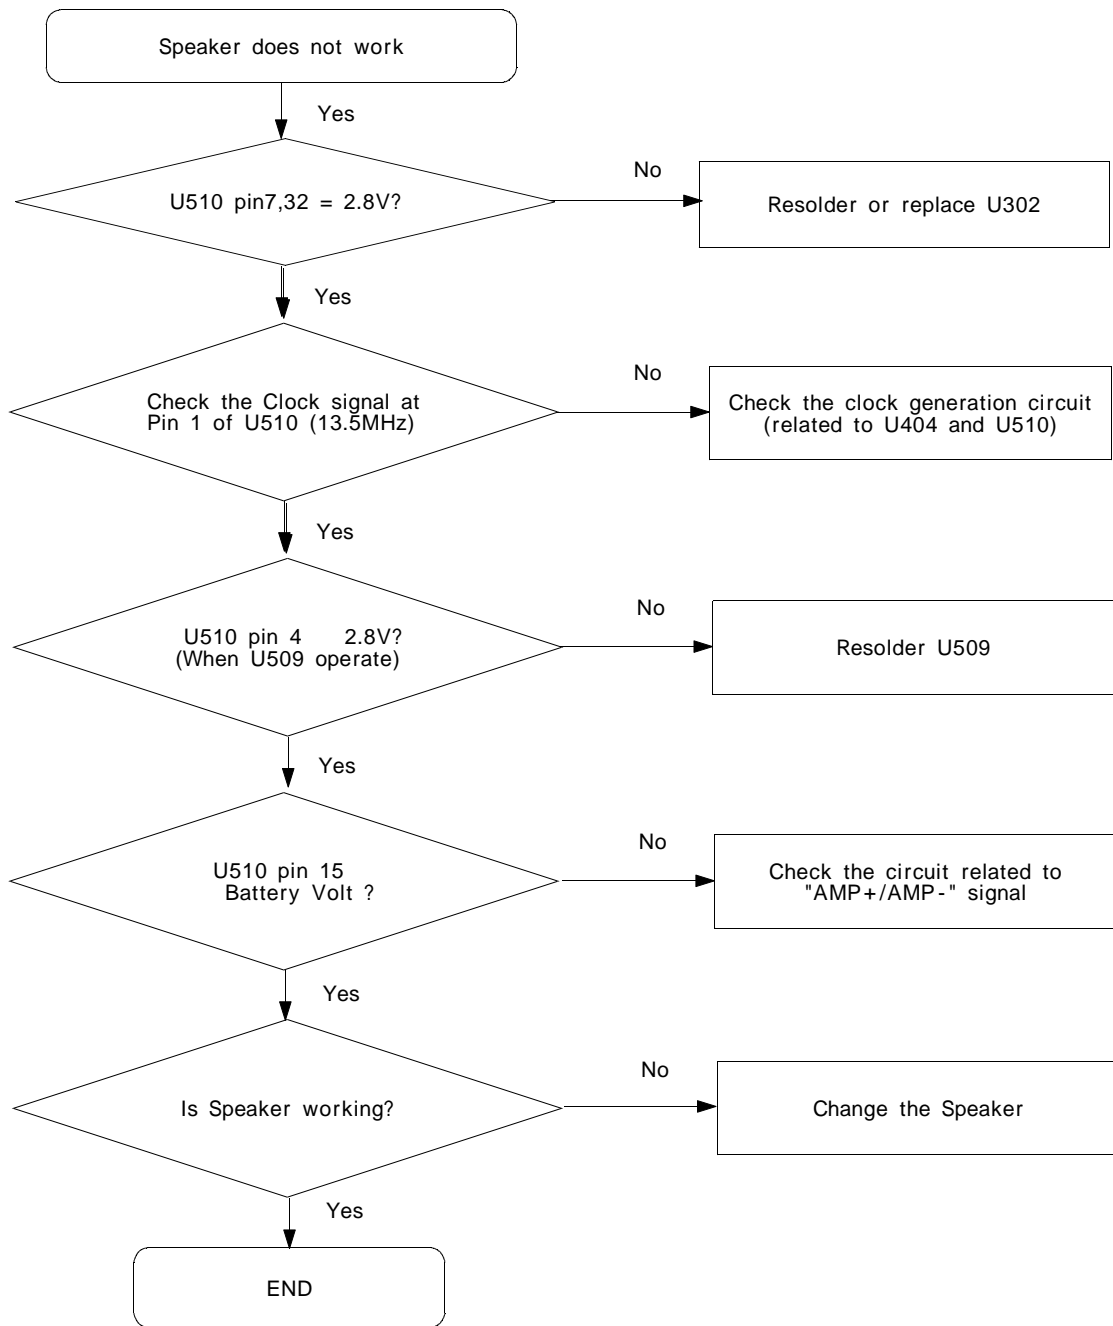 Speaker does not work
Yes
U510 pin7,32 = 2.8V?
No
Resolder or replace U302
Yes
Check the Clock signal at
Pin 1 of U510 (13.5MHz)
No
Check the clock generation circuit
(related to U404 and U510)
Yes
U510 pin 4 2.8V?
(When U509 operate)
No
Resolder U509
Yes
U510 pin 15
Battery Volt ?
No
Check the circuit related to
"AMP+/AMP-" signal
Yes
Is Speaker working?
No
Change the Speaker
Yes
END